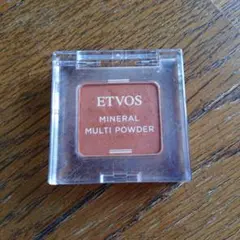 ETVOS
MINERAL
MULTI POWDER